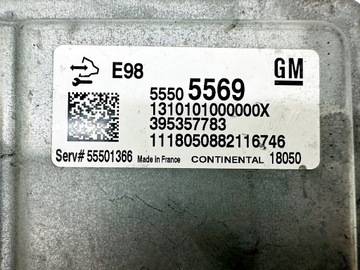 E98
GM
5550 5569
1310101000000X
395357783
1118050882116746
Serv# 55501366 Made in France CONTINENTAL 18050